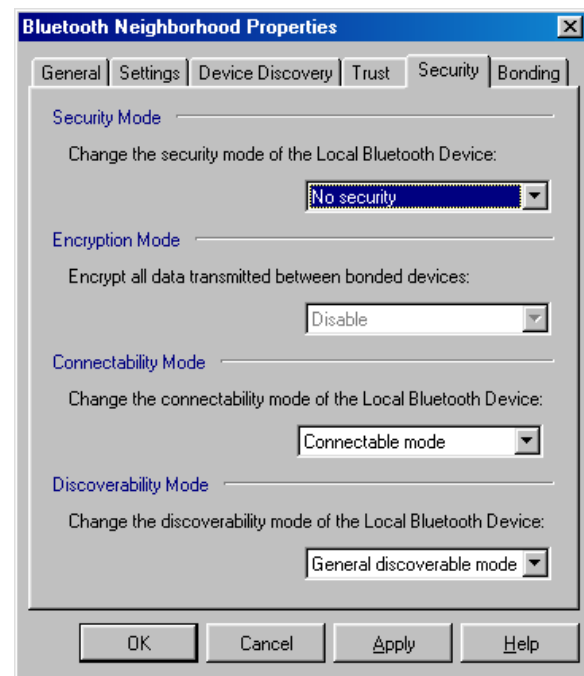 Bluetooth Neighborhood Properties
General Settings Device Discovery Trust Security Bonding
Security Mode
Change the security mode of the Local Bluetooth Device:
No security
Encryption Mode
Encrypt all data transmitted between bonded devices:
Disable
Connectability Mode
Change the connectability mode of the Local Bluetooth Device:
Connectable mode
Discoverability Mode
Change the discoverability mode of the Local Bluetooth Device:
General discoverable mode
OK Cancel Apply Help